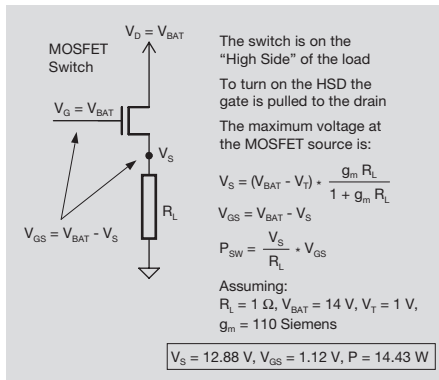 V_D = V_BAT
MOSFET
Switch
V_G = V_BAT
V_S
R_L
V_GS = V_BAT - V_S
The switch is on the
“High Side” of the load
To turn on the HSD the
gate is pulled to the drain
The maximum voltage at
the MOSFET source is:
V_S = (V_BAT - V_T) * g_m R_L / 1 + g_m R_L
V_GS = V_BAT - V_S
P_SW = V_S / R_L * V_GS
Assuming:
R_L = 1 Ω, V_BAT = 14 V, V_T = 1 V,
g_m = 110 Siemens
V_S = 12.88 V, V_GS = 1.12 V, P = 14.43 W